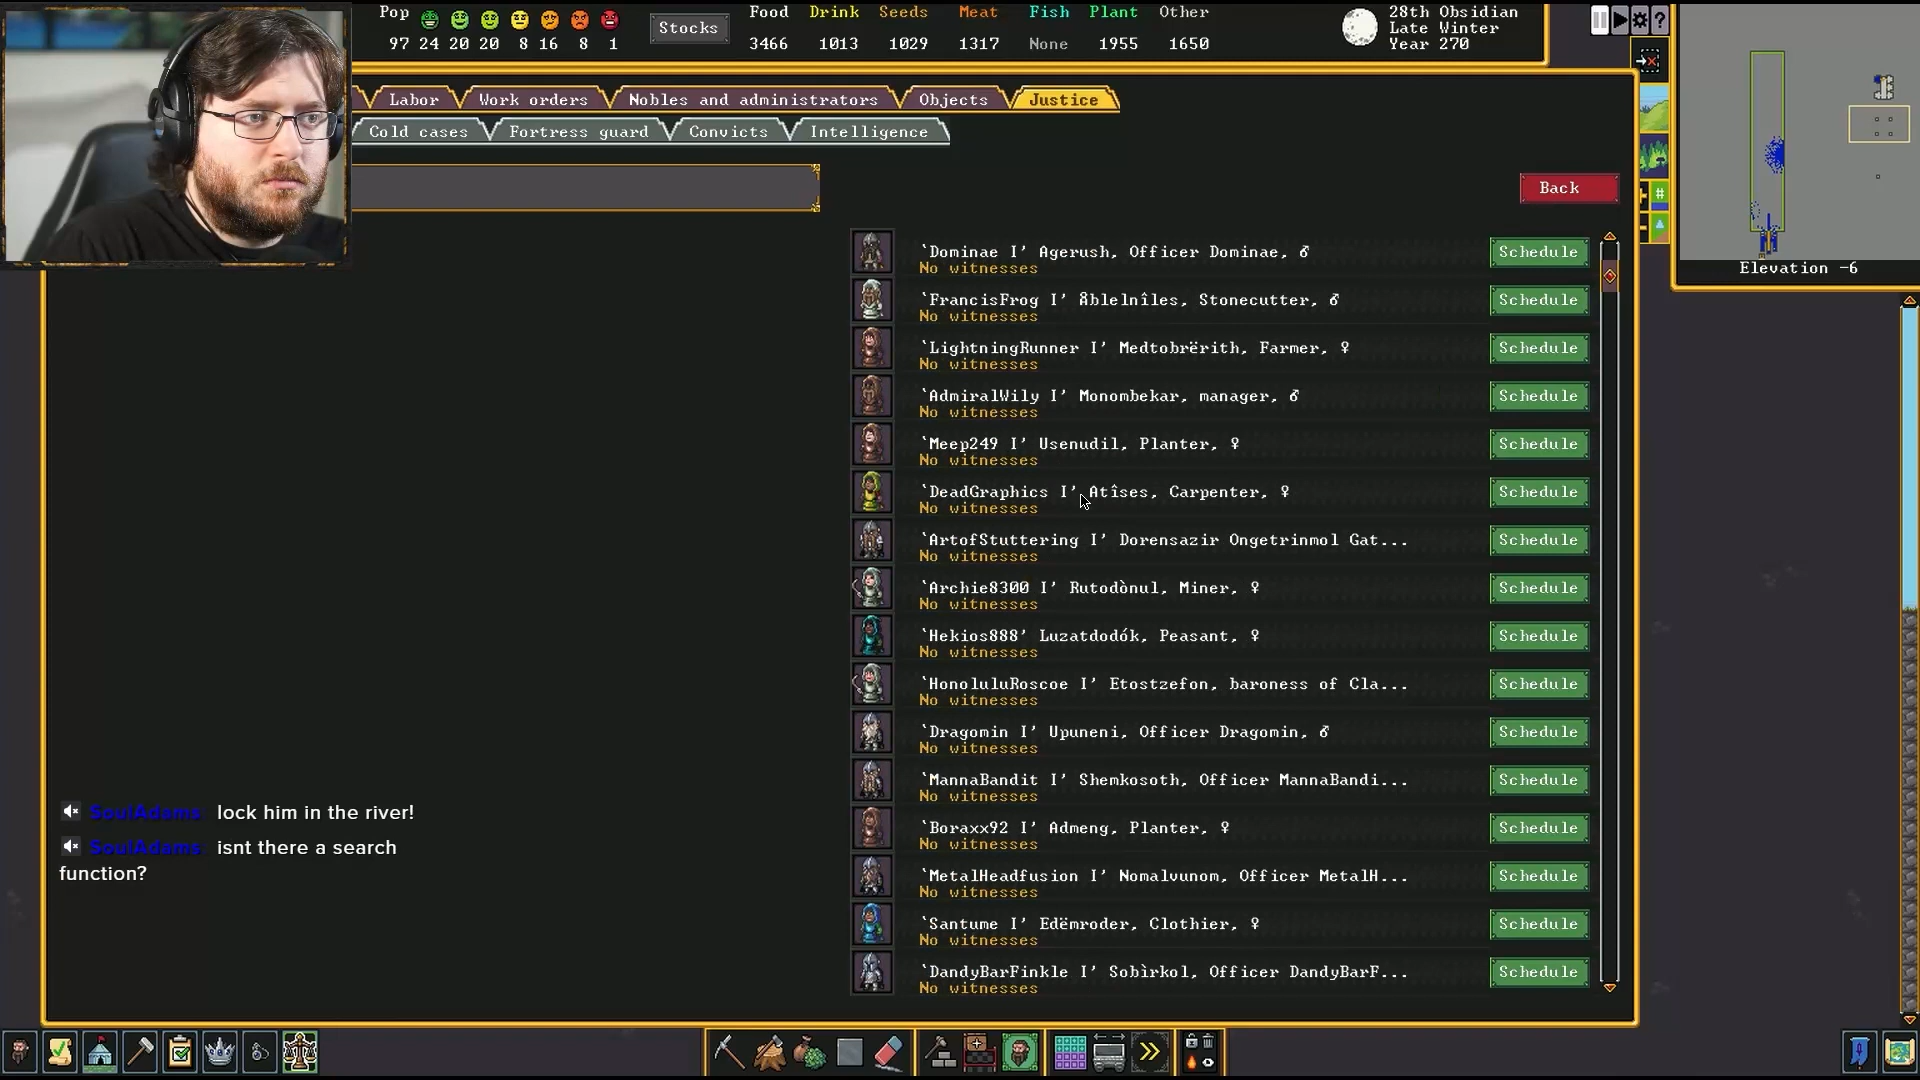 Pop
97 24 20 20 8 16 8 1
Stocks
Food Drink Seeds Meat Fish Plant Other
3466 1013 1029 1317 None 1955 1650
28th Obsidian
Late Winter
Year 270
?
Labor Work orders Nobles and administrators Objects Justice
Cold cases Fortress guard Convicts Intelligence
Back
Elevation -6
`Dominae I' Agerush, Officer Dominae, ♂
No witnesses
Schedule
`FrancisFrog I' Åblelnîles, Stonecutter, ♂
No witnesses
Schedule
`LightningRunner I' Medtobrërith, Farmer, ♀
No witnesses
Schedule
`AdmiralWily I' Monombekar, manager, ♂
No witnesses
Schedule
`Meep249 I' Usenudil, Planter, ♀
No witnesses
Schedule
`DeadGraphics I' Atîses, Carpenter, ♀
No witnesses
Schedule
`ArtofStuttering I' Dorensazir Ongetrinmol Gat...
No witnesses
Schedule
`Archie8300 I' Rutodònul, Miner, ♀
No witnesses
Schedule
`Hekios888' Luzatdodók, Peasant, ♀
No witnesses
Schedule
`HonoluluRoscoe I' Etostzefon, baroness of Cla...
No witnesses
Schedule
`Dragomin I' Upuneni, Officer Dragomin, ♂
No witnesses
Schedule
`MannaBandit I' Shemkosoth, Officer MannaBandi...
No witnesses
Schedule
`Boraxx92 I' Admeng, Planter, ♀
No witnesses
Schedule
`MetalHeadfusion I' Nomalvunom, Officer MetalH...
No witnesses
Schedule
`Santume I' Edëmroder, Clothier, ♀
No witnesses
Schedule
`DandyBarFinkle I' Sobìrkol, Officer DandyBarF...
No witnesses
Schedule
SoulAdams lock him in the river!
SoulAdams isnt there a search
function?